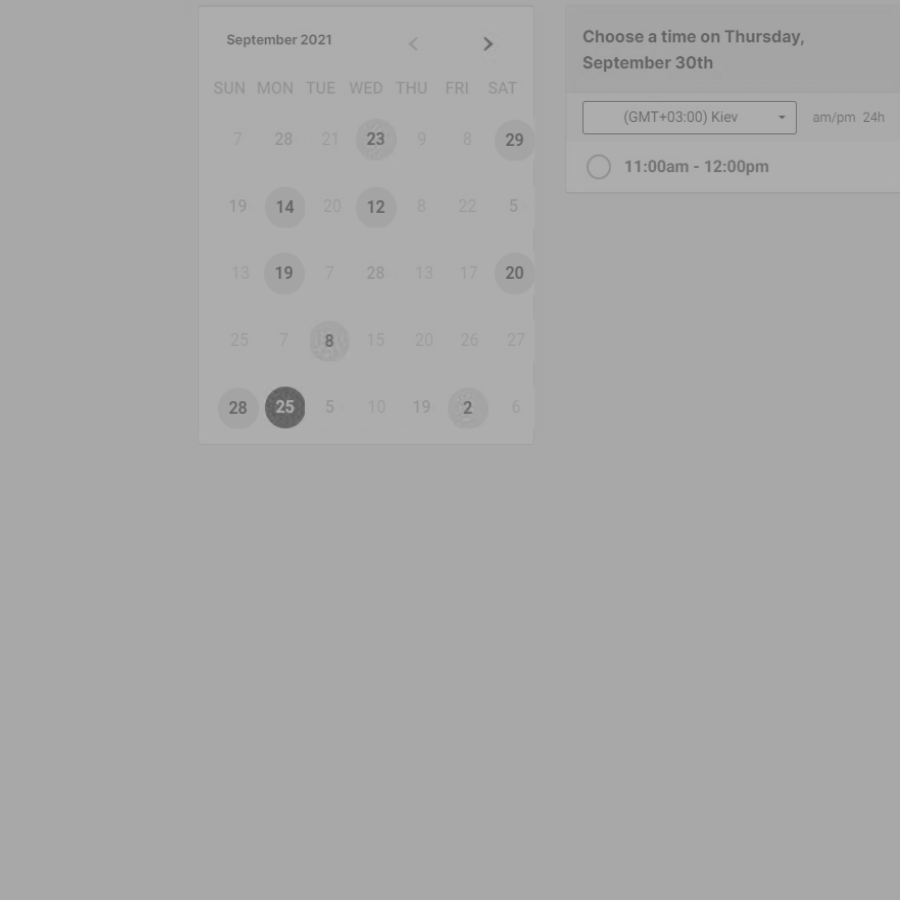 September 2021
SUN MON TUE WED THU FRI SAT
7 28 21 23 9 8 29
19 14 20 12 8 22 5
13 19 7 28 13 17 20
25 7 8 15 20 26 27
28 25 5 10 19 2 6
Choose a time on Thursday,
September 30th
(GMT+03:00) Kiev am/pm 24h
11:00am - 12:00pm